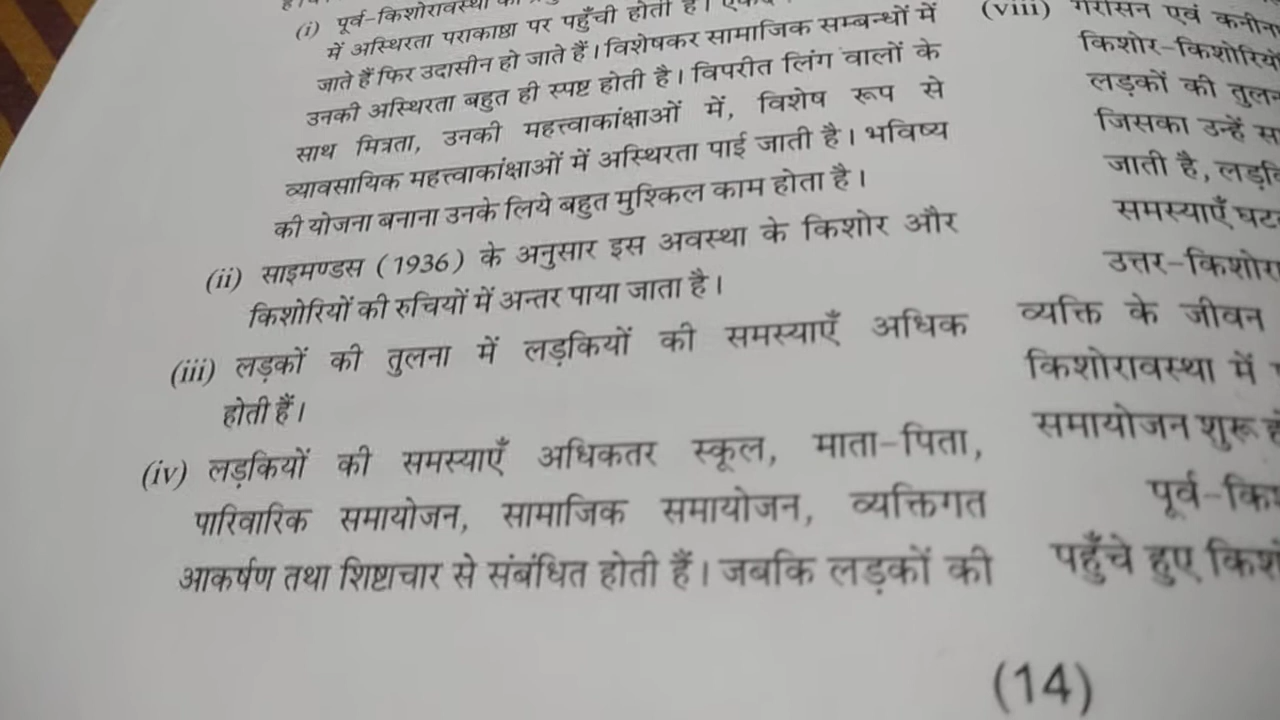 (i) पूर्व-किशोरावस्था
में अस्थिरता पराकाष्ठा पर पहुँची होती है।
जाते हैं फिर उदासीन हो जाते हैं। विशेषकर सामाजिक सम्बन्धों में
उनकी अस्थिरता बहुत ही स्पष्ट होती है। विपरीत लिंग वालों के
साथ मित्रता, उनकी महत्त्वाकांक्षाओं में, विशेष रूप से
व्यावसायिक महत्त्वाकांक्षाओं में अस्थिरता पाई जाती है। भविष्य
की योजना बनाना उनके लिये बहुत मुश्किल काम होता है।
(ii) साइमण्डस (1936) के अनुसार इस अवस्था के किशोर और
किशोरियों की रुचियों में अन्तर पाया जाता है।
(iii) लड़कों की तुलना में लड़कियों की समस्याएँ अधिक
होती हैं।
(iv) लड़कियों की समस्याएँ अधिकतर स्कूल, माता-पिता,
पारिवारिक समायोजन, सामाजिक समायोजन, व्यक्तिगत
आकर्षण तथा शिष्टाचार से संबंधित होती हैं। जबकि लड़कों की
(viii) गैरीसन एवं
किशोर-किशोरियों
लड़कों की
जिसका उन्हें
जाती है,
समस्याएँ
उत्तर-
व्यक्ति के जीवन
किशोरावस्था में
समायोजन शुरू
पूर्व-
पहुँचे हुए
(14)